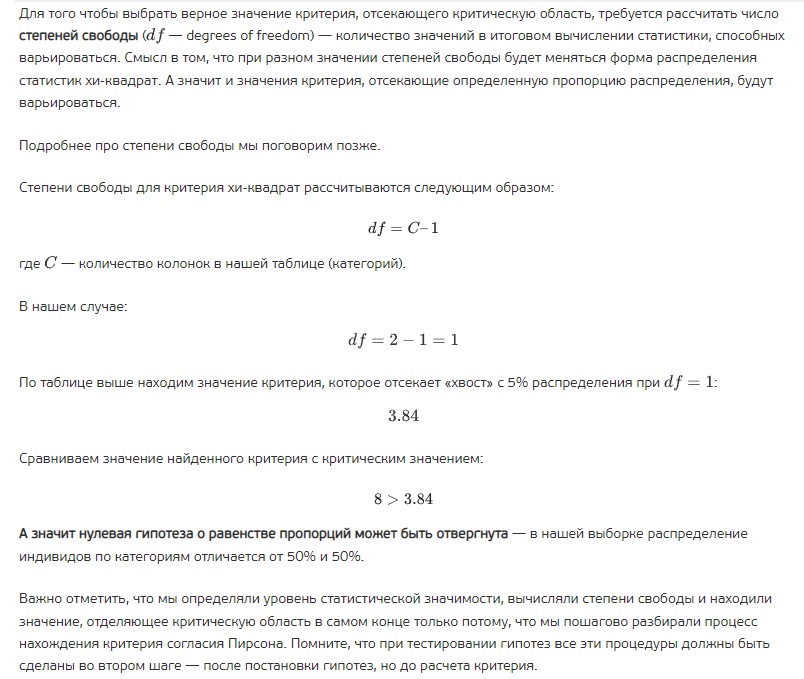 Для того чтобы выбрать верное значение критерия, отсекающего критическую область, требуется рассчитать число
степеней свободы (df — degrees of freedom) — количество значений в итоговом вычислении статистики, способных
варьироваться. Смысл в том, что при разном значении степеней свободы будет меняться форма распределения
статистик хи-квадрат. А значит и значения критерия, отсекающие определенную пропорцию распределения, будут
варьироваться.
Подробнее про степени свободы мы поговорим позже.
Степени свободы для критерия хи-квадрат рассчитываются следующим образом:
df = C–1
где C — количество колонок в нашей таблице (категорий).
В нашем случае:
df = 2 − 1 = 1
По таблице выше находим значение критерия, которое отсекает «хвост» с 5% распределения при df = 1:
3.84
Сравниваем значение найденного критерия с критическим значением:
8 > 3.84
А значит нулевая гипотеза о равенстве пропорций может быть отвергнута — в нашей выборке распределение
индивидов по категориям отличается от 50% и 50%.
Важно отметить, что мы определяли уровень статистической значимости, вычисляли степени свободы и находили
значение, отделяющее критическую область в самом конце только потому, что мы пошагово разбирали процесс
нахождения критерия согласия Пирсона. Помните, что при тестировании гипотез все эти процедуры должны быть
сделаны во втором шаге — после постановки гипотез, но до расчета критерия.